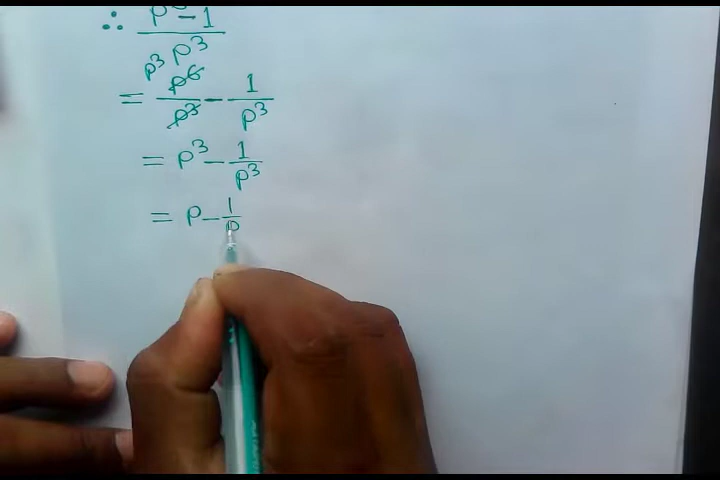 ∴ (p⁶ - 1)/p³
= p³ p⁶/p³ - 1/p³
= p³ - 1/p³
= p - 1/p